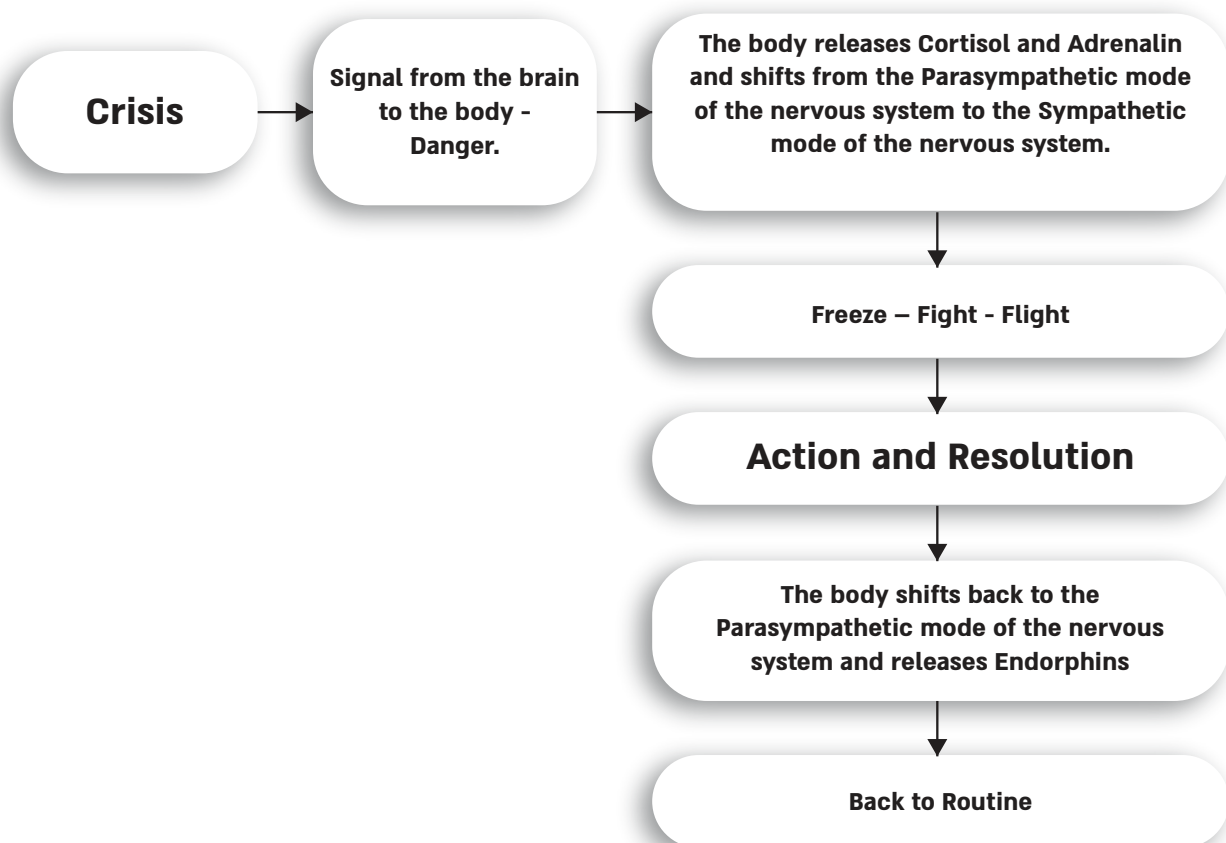 Crisis
Signal from the brain
to the body -
Danger.
The body releases Cortisol and Adrenalin
and shifts from the Parasympathetic mode
of the nervous system to the Sympathetic
mode of the nervous system.
Freeze – Fight - Flight
Action and Resolution
The body shifts back to the
Parasympathetic mode of the nervous
system and releases Endorphins
Back to Routine